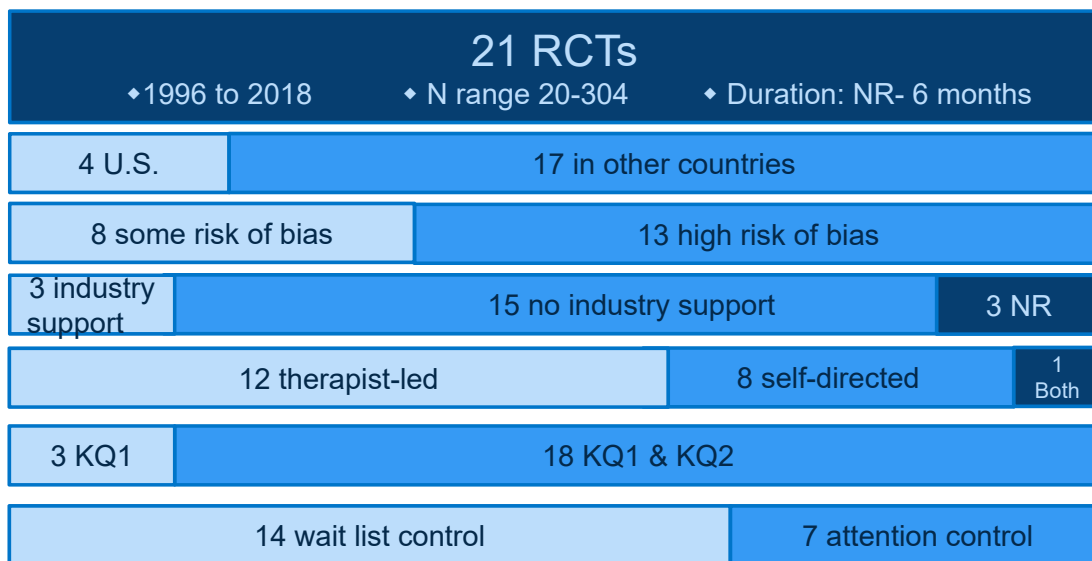 21 RCTs
◆1996 to 2018 ◆ N range 20-304 ◆ Duration: NR- 6 months
4 U.S. 17 in other countries
8 some risk of bias 13 high risk of bias
3 industry
support 15 no industry support 3 NR
12 therapist-led 8 self-directed 1
Both
3 KQ1 18 KQ1 & KQ2
14 wait list control 7 attention control